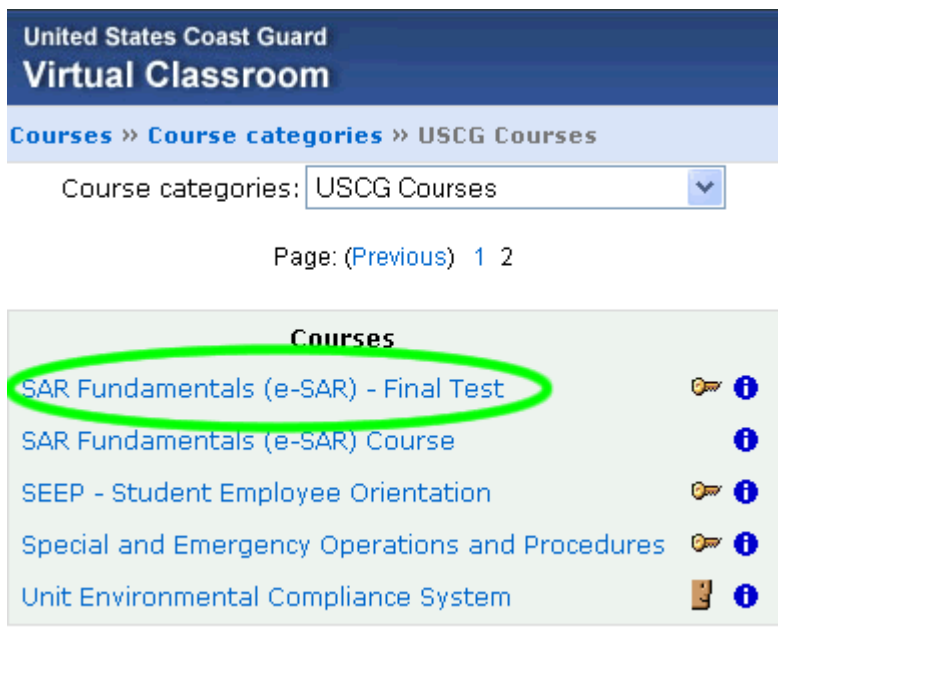 United States Coast Guard
Virtual Classroom
Courses » Course categories » USCG Courses
Course categories: USCG Courses
Page: (Previous) 1 2
Courses
SAR Fundamentals (e-SAR) - Final Test
SAR Fundamentals (e-SAR) Course
SEEP - Student Employee Orientation
Special and Emergency Operations and Procedures
Unit Environmental Compliance System